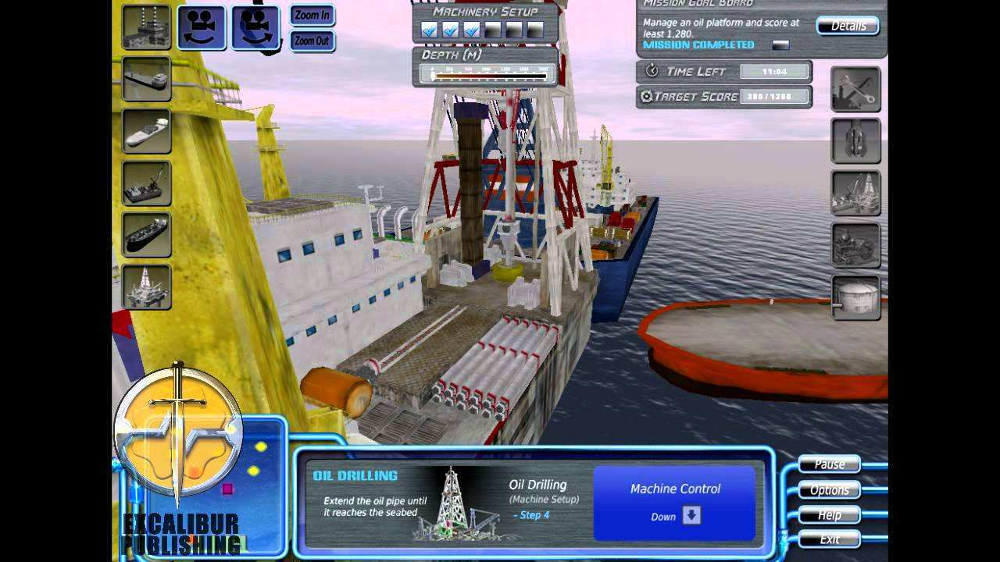 Zoom In
Zoom Out
Machinery Setup
Depth (m)
Mission Goal Board
Manage an oil platform and score at
least 1,280.
MISSION COMPLETED
Details
Time Left 11:04
Target Score 280 / 1280
OIL DRILLING
Extend the oil pipe until
it reaches the seabed
Oil Drilling
(Machine Setup)
- Step 4
Machine Control
Down
Pause
Options
Help
Exit
EXCALIBUR
PUBLISHING